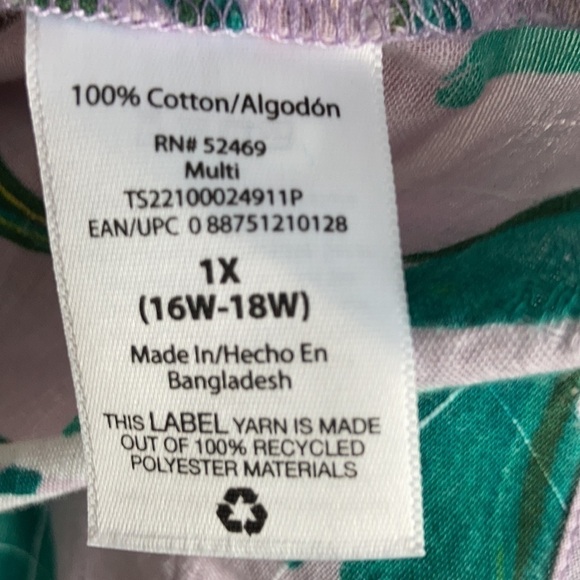 100% Cotton/Algodón
RN# 52469
Multi
TS22100024911P
EAN/UPC 0 88751210128
1X
(16W-18W)
Made In/Hecho En
Bangladesh
THIS LABEL YARN IS MADE
OUT OF 100% RECYCLED
POLYESTER MATERIALS